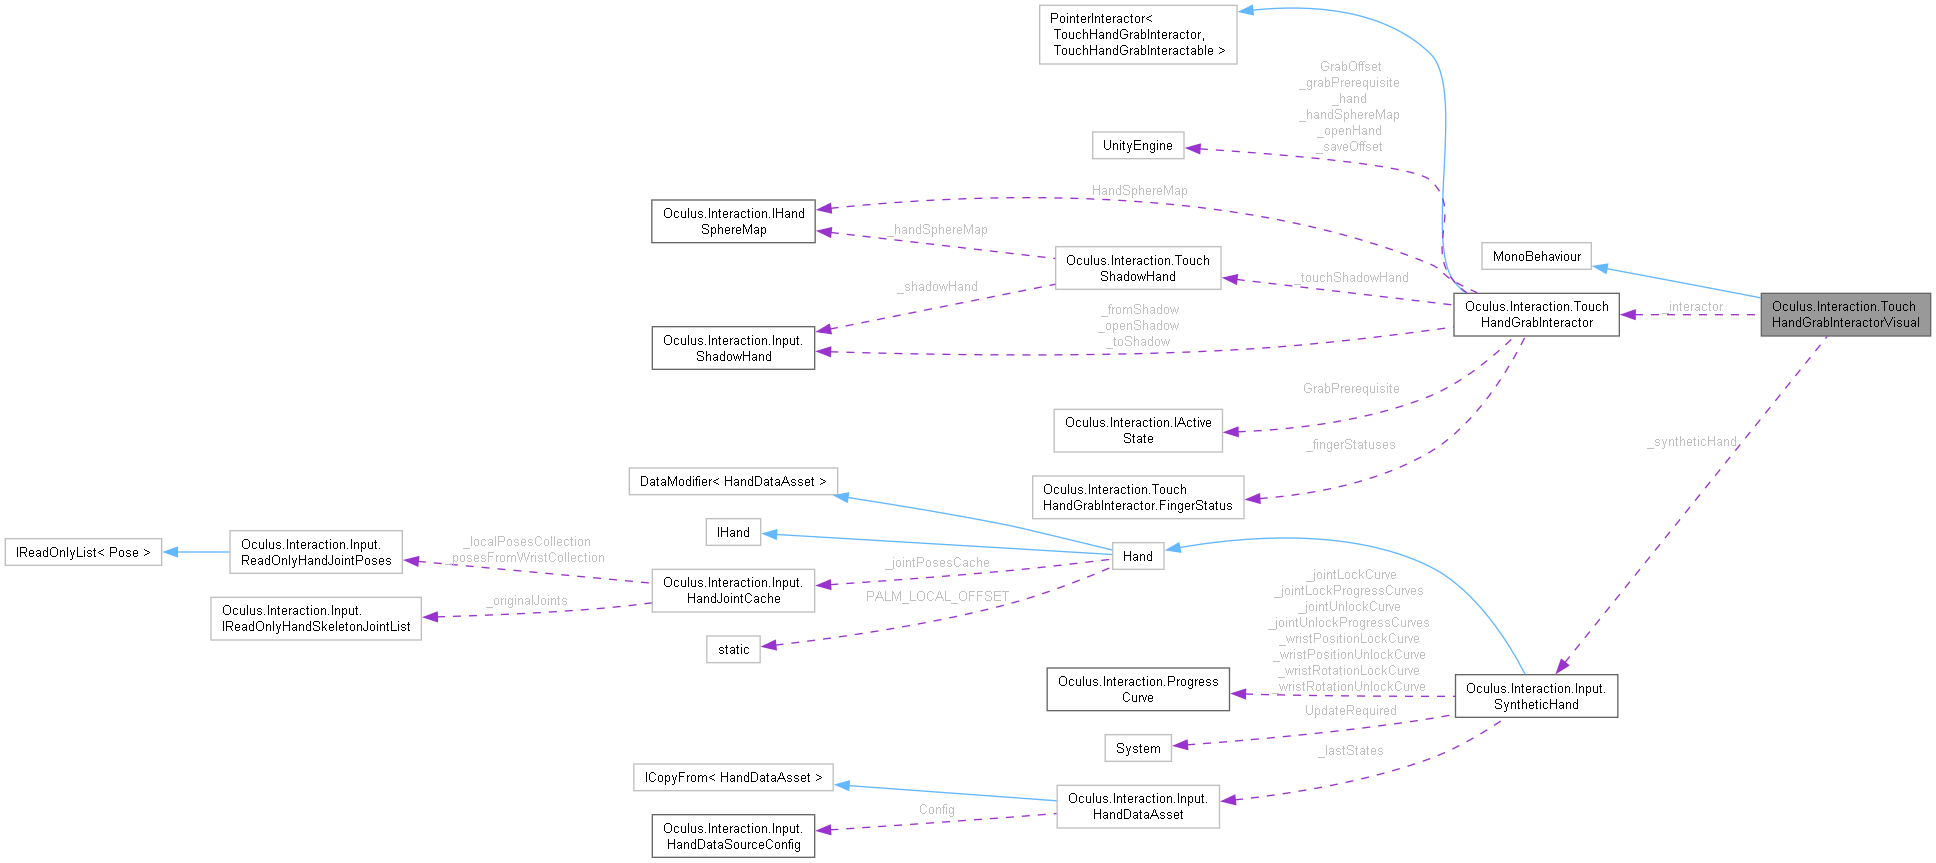 PointerInteractor<
TouchHandGrabInteractor,
TouchHandGrabInteractable >
GrabOffset
_grabPrerequisite
_hand
_handSphereMap
_openHand
_saveOffset
UnityEngine
HandSphereMap
Oculus.Interaction.IHand
SphereMap
_handSphereMap
Oculus.Interaction.Touch
ShadowHand
_touchShadowHand
_shadowHand
MonoBehaviour
Oculus.Interaction.Touch
HandGrabInteractor
_interactor
Oculus.Interaction.Touch
HandGrabInteractorVisual
_fromShadow
_openShadow
_toShadow
Oculus.Interaction.Input.
ShadowHand
GrabPrerequisite
Oculus.Interaction.IActive
State
_fingerStatuses
_syntheticHand
Oculus.Interaction.Touch
HandGrabInteractor.FingerStatus
DataModifier< HandDataAsset >
IHand
Hand
IReadOnlyList< Pose >
Oculus.Interaction.Input.
ReadOnlyHandJointPoses
_localPosesCollection
_posesFromWristCollection
_jointPosesCache
Oculus.Interaction.Input.
HandJointCache
PALM_LOCAL_OFFSET
_originalJoints
Oculus.Interaction.Input.
IReadOnlyHandSkeletonJointList
static
_jointLockCurve
_jointLockProgressCurves
_jointUnlockCurve
_jointUnlockProgressCurves
_wristPositionLockCurve
_wristPositionUnlockCurve
_wristRotationLockCurve
_wristRotationUnlockCurve
Oculus.Interaction.Progress
Curve
Oculus.Interaction.Input.
SyntheticHand
UpdateRequired
System
_lastStates
ICopyFrom< HandDataAsset >
Oculus.Interaction.Input.
HandDataAsset
Config
Oculus.Interaction.Input.
HandDataSourceConfig